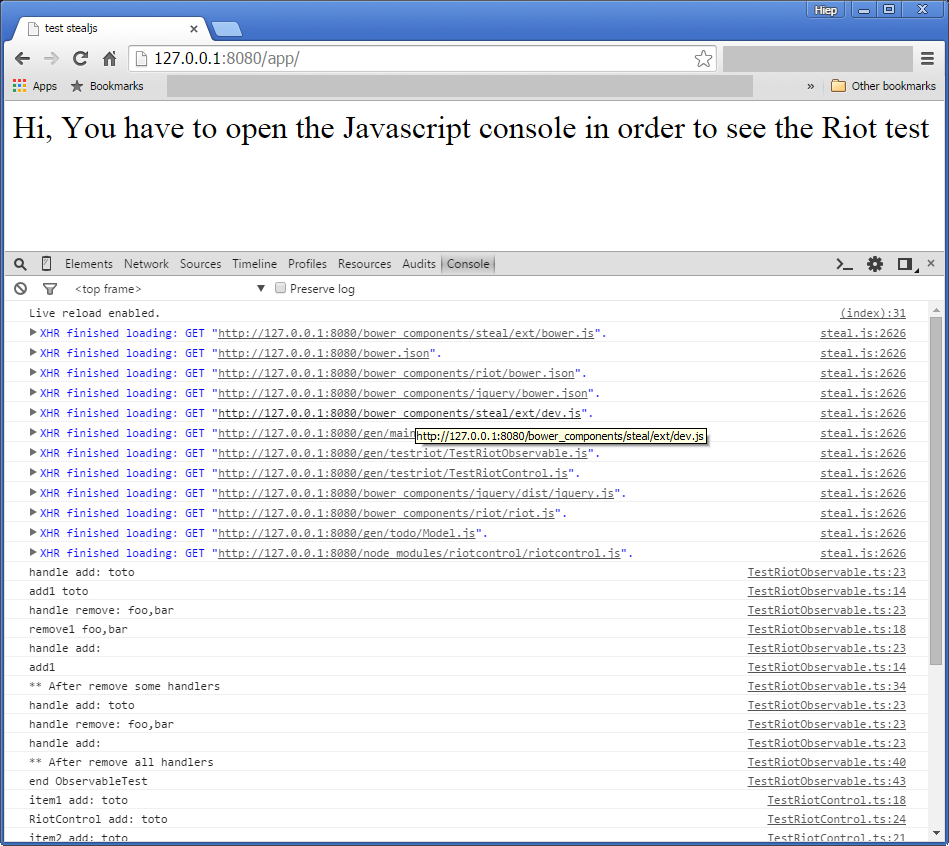 Hiep
test stealjs
127.0.0.1:8080/app/
Apps Bookmarks » Other bookmarks
Hi, You have to open the Javascript console in order to see the Riot test
Elements Network Sources Timeline Profiles Resources Audits Console
<top frame> Preserve log
Live reload enabled. (index):31
XHR finished loading: GET "http://127.0.0.1:8080/bower_components/steal/ext/bower.js". steal.js:2626
XHR finished loading: GET "http://127.0.0.1:8080/bower.json". steal.js:2626
XHR finished loading: GET "http://127.0.0.1:8080/bower_components/riot/bower.json". steal.js:2626
XHR finished loading: GET "http://127.0.0.1:8080/bower_components/jquery/bower.json". steal.js:2626
XHR finished loading: GET "http://127.0.0.1:8080/bower_components/steal/ext/dev.js". steal.js:2626
XHR finished loading: GET "http://127.0.0.1:8080/gen/main steal.js:2626
http://127.0.0.1:8080/bower_components/steal/ext/dev.js
XHR finished loading: GET "http://127.0.0.1:8080/gen/testriot/TestRiotObservable.js". steal.js:2626
XHR finished loading: GET "http://127.0.0.1:8080/gen/testriot/TestRiotControl.js". steal.js:2626
XHR finished loading: GET "http://127.0.0.1:8080/bower_components/jquery/dist/jquery.js". steal.js:2626
XHR finished loading: GET "http://127.0.0.1:8080/bower_components/riot/riot.js". steal.js:2626
XHR finished loading: GET "http://127.0.0.1:8080/gen/todo/Model.js". steal.js:2626
XHR finished loading: GET "http://127.0.0.1:8080/node_modules/riotcontrol/riotcontrol.js". steal.js:2626
handle add: toto TestRiotObservable.ts:23
add1 toto TestRiotObservable.ts:14
handle remove: foo,bar TestRiotObservable.ts:23
remove1 foo,bar TestRiotObservable.ts:18
handle add: TestRiotObservable.ts:23
add1 TestRiotObservable.ts:14
** After remove some handlers TestRiotObservable.ts:34
handle add: toto TestRiotObservable.ts:23
handle remove: foo,bar TestRiotObservable.ts:23
handle add: TestRiotObservable.ts:23
** After remove all handlers TestRiotObservable.ts:40
end ObservableTest TestRiotObservable.ts:43
item1 add: toto TestRiotControl.ts:18
RiotControl add: toto TestRiotControl.ts:24
item2 add: toto TestRiotControl.ts:21